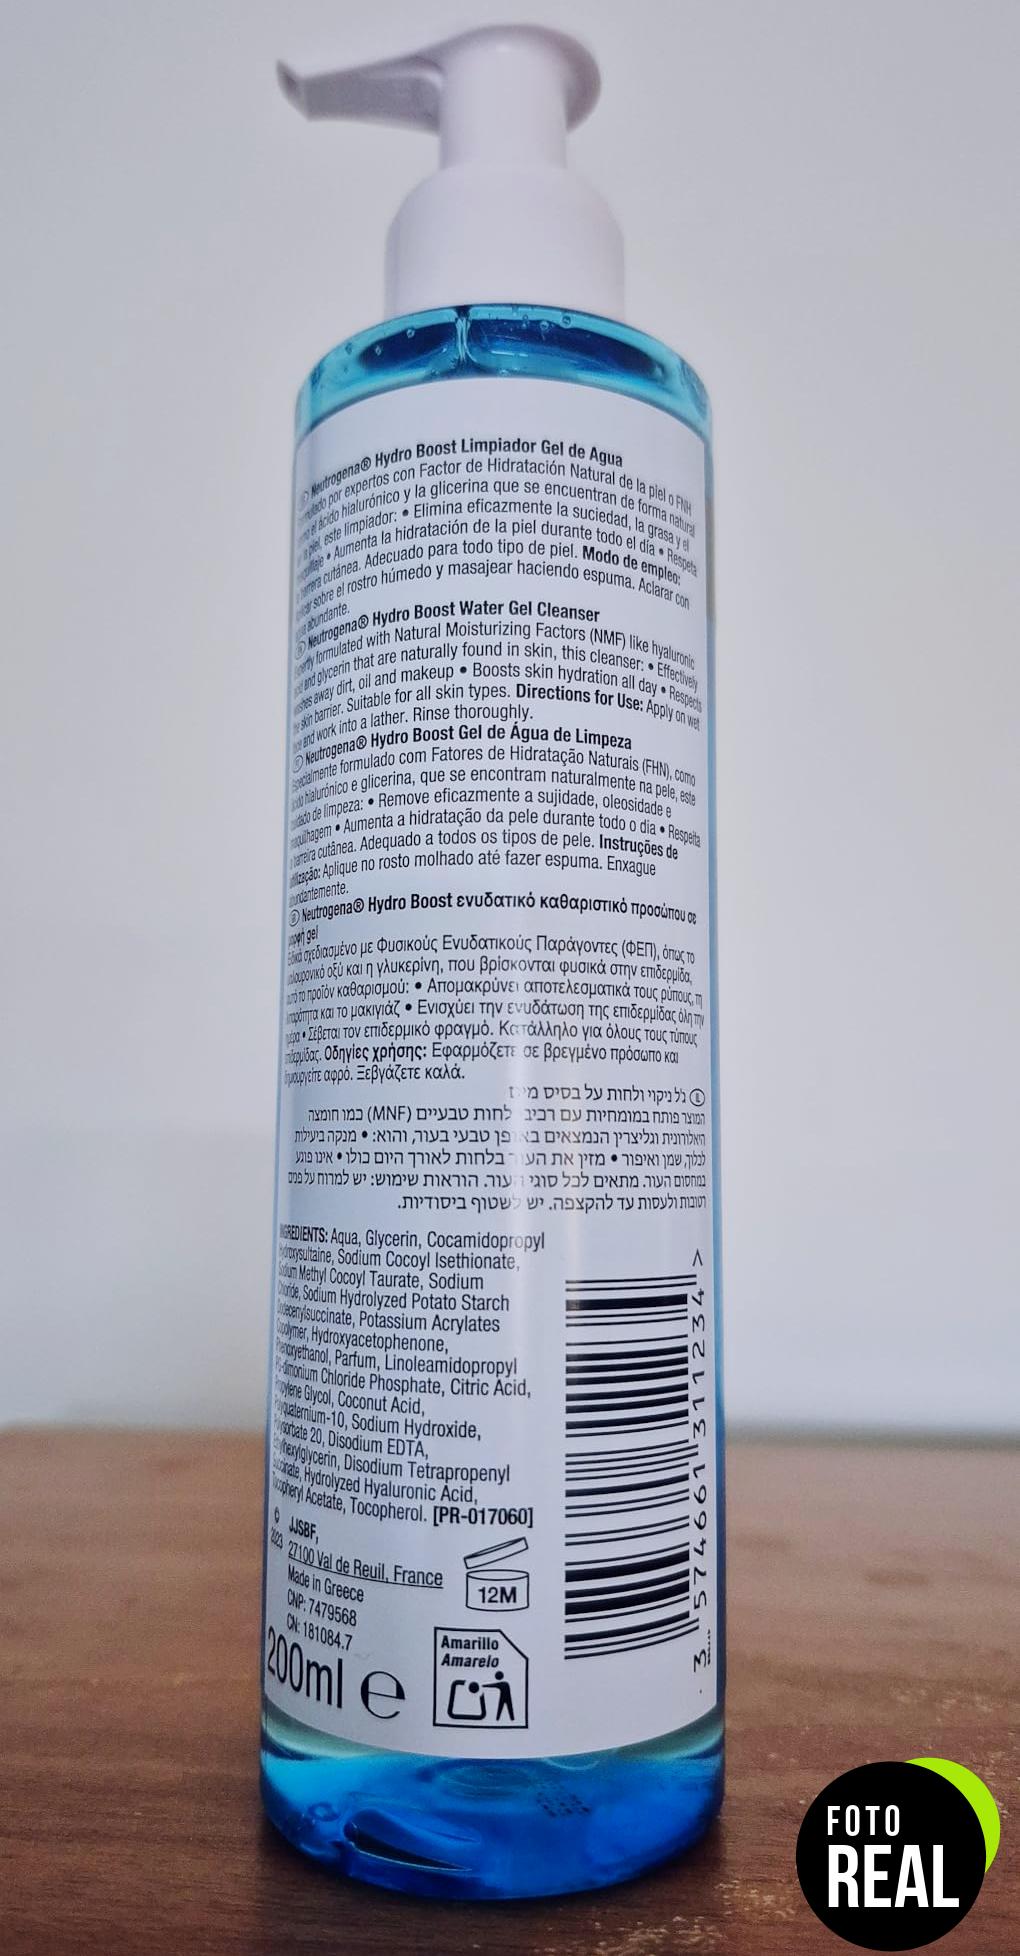 Neutrogena® Hydro Boost Limpiador Gel de Agua
por expertos con Factor de Hidratación Natural de la piel o FNH
el ácido hialurónico y la glicerina que se encuentran de forma natural
la piel, este limpiador: • Elimina eficazmente la suciedad, la grasa y el
• Aumenta la hidratación de la piel durante todo el día • Respeta
barrera cutánea. Adecuado para todo tipo de piel. Modo de empleo:
sobre el rostro húmedo y masajear haciendo espuma. Aclarar con
abundante.
Neutrogena® Hydro Boost Water Gel Cleanser
Expertly formulated with Natural Moisturizing Factors (NMF) like hyaluronic
acid and glycerin that are naturally found in skin, this cleanser: • Effectively
washes away dirt, oil and makeup • Boosts skin hydration all day • Respects
the skin barrier. Suitable for all skin types. Directions for Use: Apply on wet
face and work into a lather. Rinse thoroughly.
Neutrogena® Hydro Boost Gel de Água de Limpeza
Especialmente formulado com Fatores de Hidratação Naturais (FHN), como
ácido hialurónico e glicerina, que se encontram naturalmente na pele, este
cuidado de limpeza: • Remove eficazmente a sujidade, oleosidade e
maquilhagem • Aumenta a hidratação da pele durante todo o dia • Respeita
a barreira cutânea. Adequado a todos os tipos de pele. Instruções de
utilização: Aplique no rosto molhado até fazer espuma. Enxague
abundantemente.
Neutrogena® Hydro Boost ενυδατικό καθαριστικό προσώπου σε
μορφή gel
Ειδικά σχεδιασμένο με Φυσικούς Ενυδατικούς Παράγοντες (ΦΕΠ), όπως το
υαλουρονικό οξύ και η γλυκερίνη, που βρίσκονται φυσικά στην επιδερμίδα,
αυτό το προϊόν καθαρισμού: • Απομακρύνει αποτελεσματικά τους ρύπους, τη
λιπαρότητα και το μακιγιάζ • Ενισχύει την ενυδάτωση της επιδερμίδας όλη την
ημέρα • Σέβεται τον επιδερμικό φραγμό. Κατάλληλο για όλους τους τύπους
επιδερμίδας. Οδηγίες χρήσης: Εφαρμόζετε σε βρεγμένο πρόσωπο και
δημιουργείτε αφρό. Ξεβγάζετε καλά.
IL ג'ל ניקוי ולחות על בסיס מים
המוצר פותח במומחיות עם רכיבי לחות טבעיים (MNF) כמו חומצה
היאלורונית וגליצרין הנמצאים באופן טבעי בעור, והוא: • מנקה ביעילות
לכלוך, שמן ואיפור • מזין את העור בלחות לאורך היום כולו • אינו פוגע
במחסום העור. מתאים לכל סוגי העור. הוראות שימוש: יש למרוח על פנים
רטובות ולעסות עד להקצפה. יש לשטוף ביסודיות.
INGREDIENTS: Aqua, Glycerin, Cocamidopropyl
Hydroxysultaine, Sodium Cocoyl Isethionate,
Sodium Methyl Cocoyl Taurate, Sodium
Chloride, Sodium Hydrolyzed Potato Starch
Dodecenylsuccinate, Potassium Acrylates
Copolymer, Hydroxyacetophenone,
Phenoxyethanol, Parfum, Linoleamidopropyl
PG-dimonium Chloride Phosphate, Citric Acid,
Propylene Glycol, Coconut Acid,
Polyquaternium-10, Sodium Hydroxide,
Polysorbate 20, Disodium EDTA,
Ethylhexylglycerin, Disodium Tetrapropenyl
Succinate, Hydrolyzed Hyaluronic Acid,
Tocopheryl Acetate, Tocopherol. [PR-017060]
© 2023
JJSBF,
27100 Val de Reuil, France
Made in Greece
CNP: 7479568
CN: 181084.7
12M
200ml e
Amarillo
Amarelo
3 574661 311234 >
FOTO
REAL